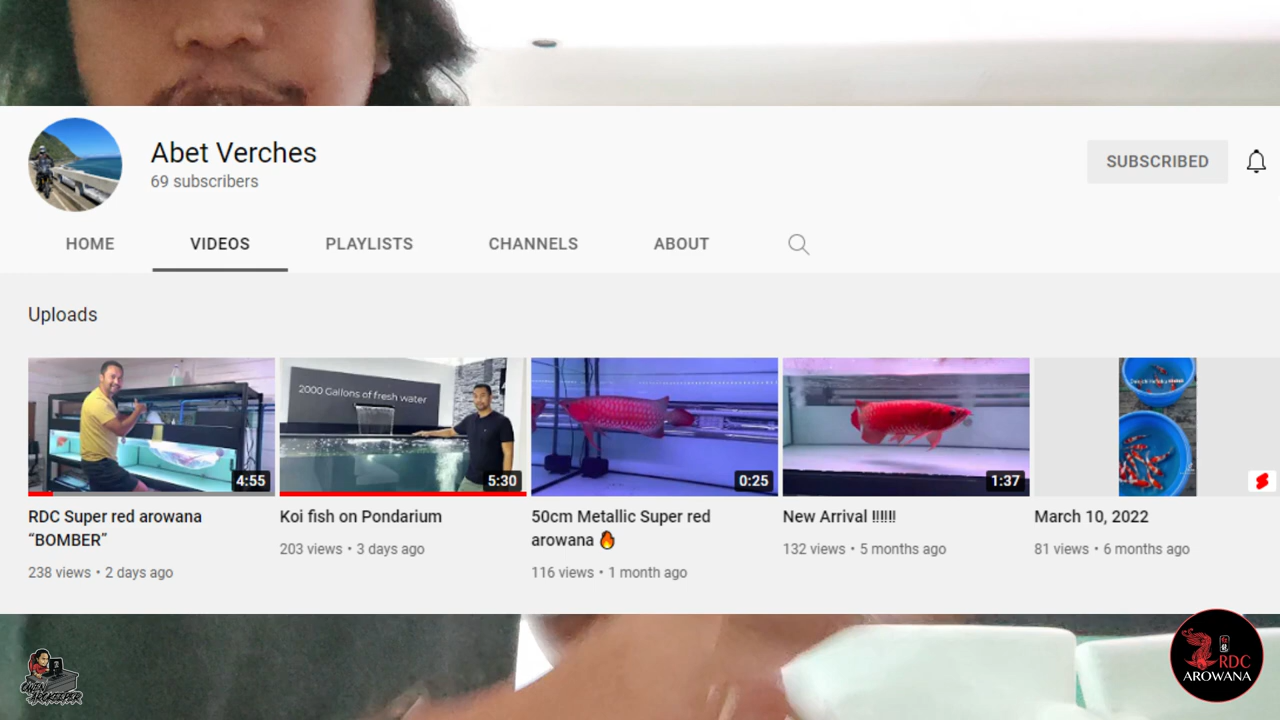 Abet Verches
69 subscribers
SUBSCRIBED
HOME VIDEOS PLAYLISTS CHANNELS ABOUT
Uploads
2000 Gallons of fresh water
4:55
5:30
0:25
1:37
RDC Super red arowana
“BOMBER”
238 views • 2 days ago
Koi fish on Pondarium
203 views • 3 days ago
50cm Metallic Super red
arowana 🔥
116 views • 1 month ago
New Arrival !!!!!!
132 views • 5 months ago
March 10, 2022
81 views • 6 months ago
RDC
AROWANA